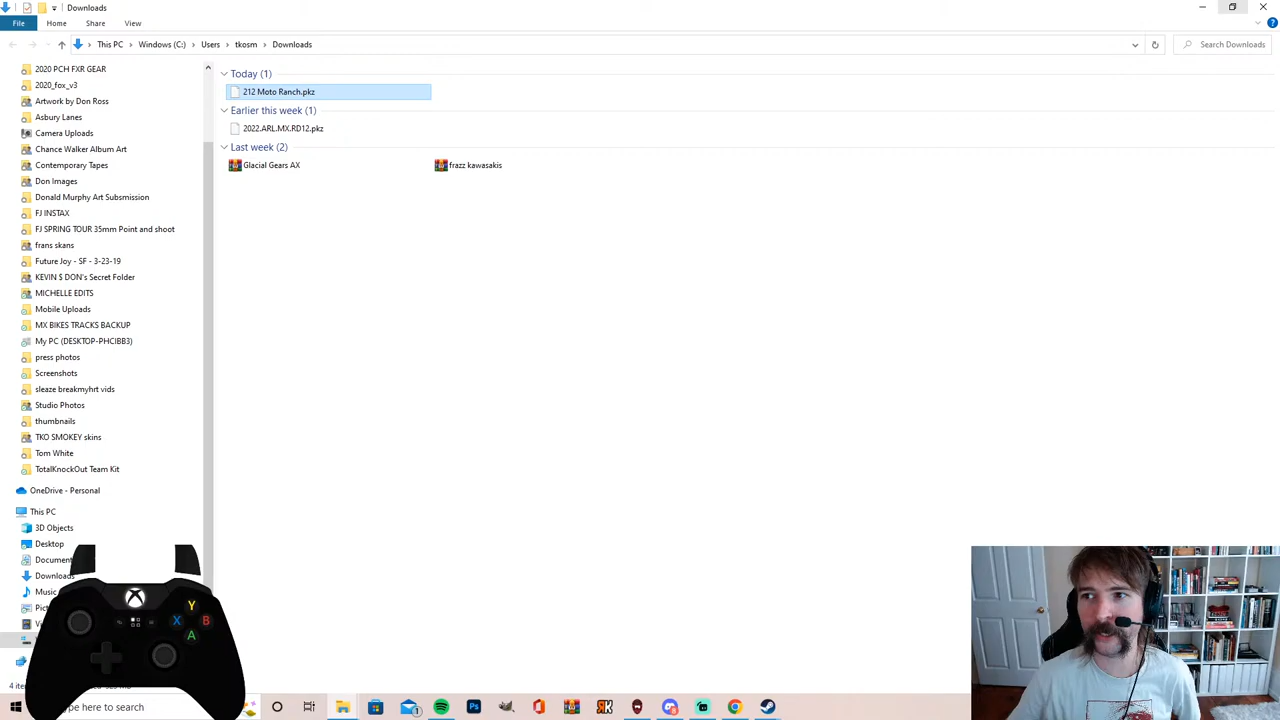 Downloads
File Home Share View
This PC Windows (C:) Users tkosm Downloads
Search Downloads
2020 PCH FXR GEAR
2020_fox_v3
Artwork by Don Ross
Asbury Lanes
Camera Uploads
Chance Walker Album Art
Contemporary Tapes
Don Images
Donald Murphy Art Subsmission
FJ INSTAX
FJ SPRING TOUR 35mm Point and shoot
frans skans
Future Joy - SF - 3-23-19
KEVIN $ DON's Secret Folder
MICHELLE EDITS
Mobile Uploads
MX BIKES TRACKS BACKUP
My PC (DESKTOP-PHCIBB3)
press photos
Screenshots
sleaze breakmyhrt vids
Studio Photos
thumbnails
TKO SMOKEY skins
Tom White
TotalKnockOut Team Kit
OneDrive - Personal
This PC
3D Objects
Desktop
Document
Downloads
Music
Today (1)
212 Moto Ranch.pkz
Earlier this week (1)
2022.ARL.MX.RD12.pkz
Last week (2)
Glacial Gears AX
frazz kawasakis
Y
X B
A
4
ype here to search